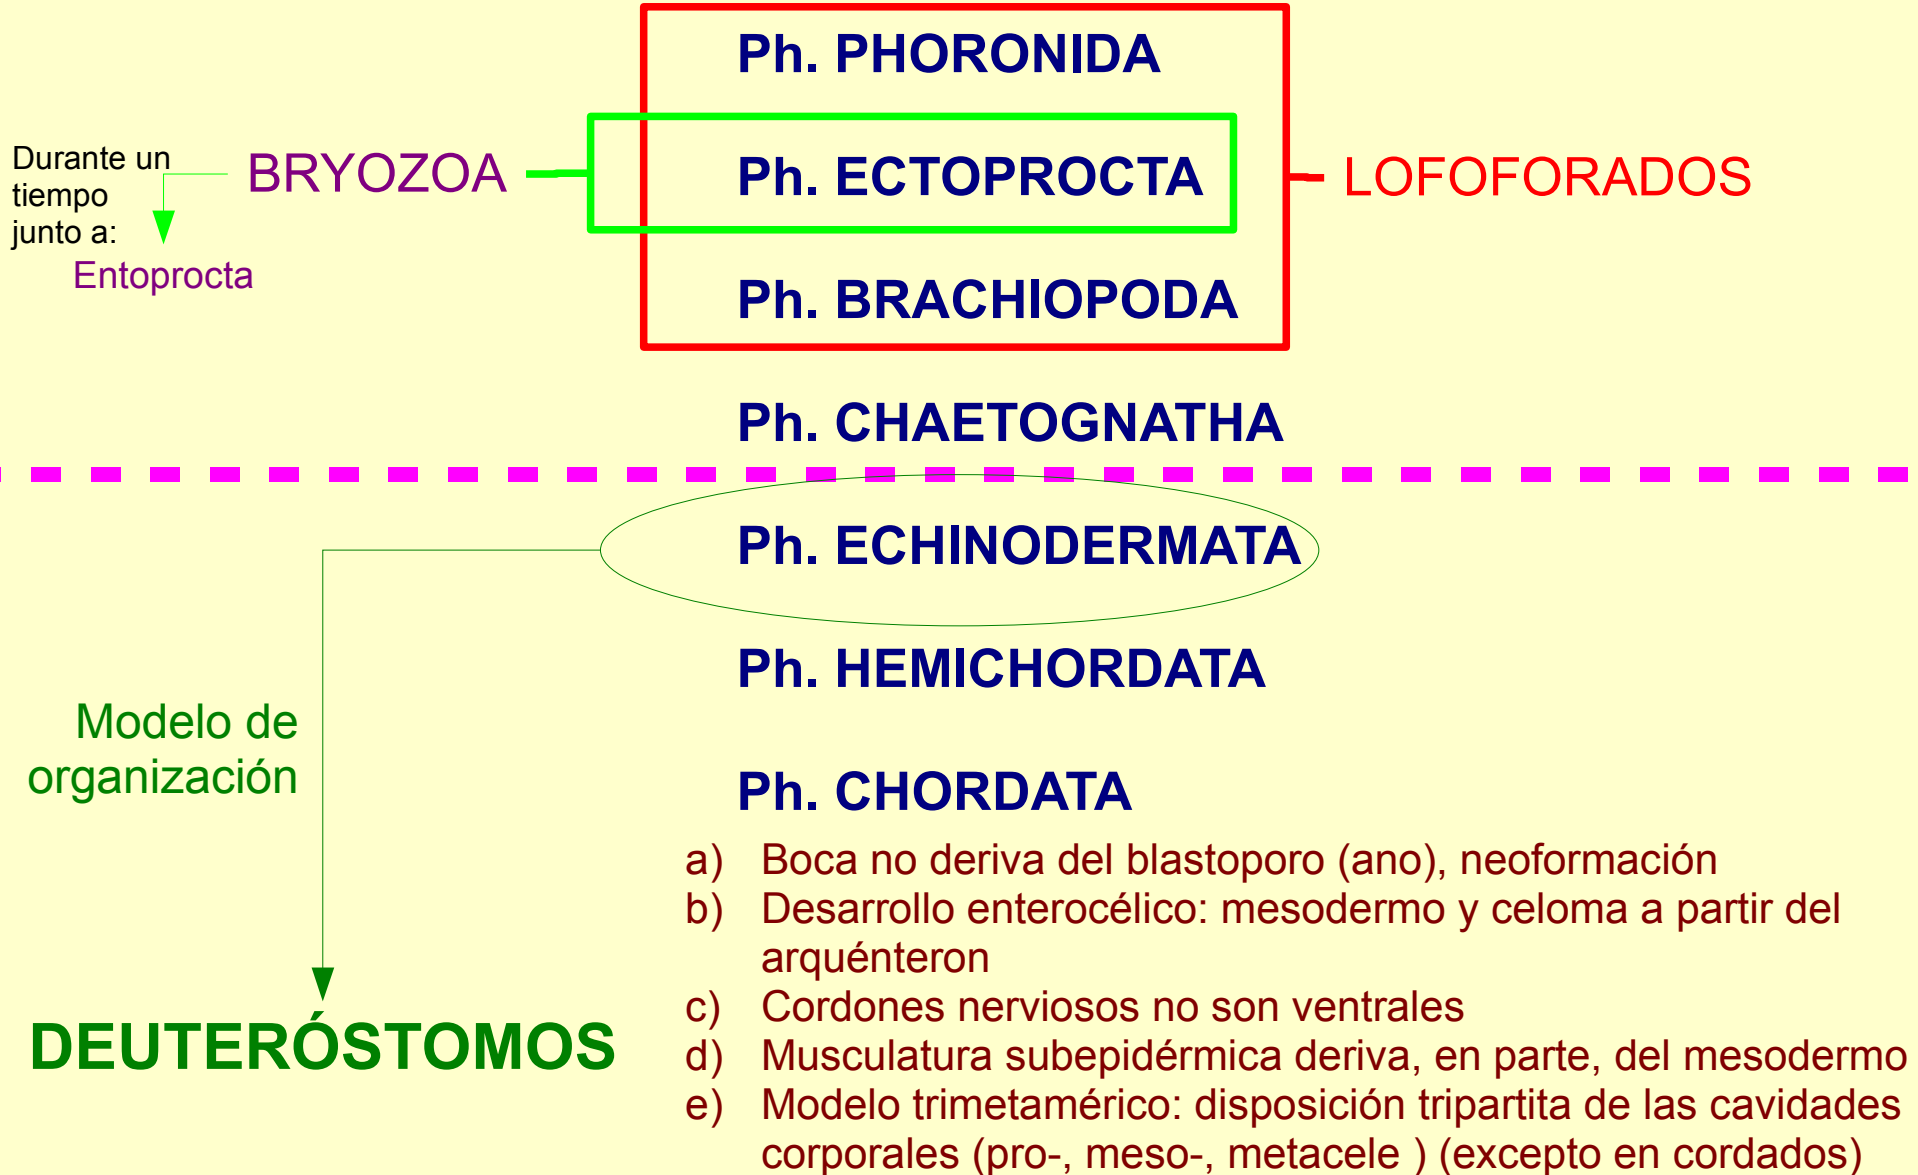 Ph. PHORONIDA
Durante un
tiempo
junto a:
BRYOZOA
Ph. ECTOPROCTA
LOFOFORADOS
Entoprocta
Ph. BRACHIOPODA
Ph. CHAETOGNATHA
Ph. ECHINODERMATA
Ph. HEMICHORDATA
Modelo de
organización
Ph. CHORDATA
DEUTERÓSTOMOS
a) Boca no deriva del blastoporo (ano), neoformación
b) Desarrollo enterocélico: mesodermo y celoma a partir del
arquénteron
c) Cordones nerviosos no son ventrales
d) Musculatura subepidérmica deriva, en parte, del mesodermo
e) Modelo trimetamérico: disposición tripartita de las cavidades
corporales (pro-, meso-, metacele ) (excepto en cordados)